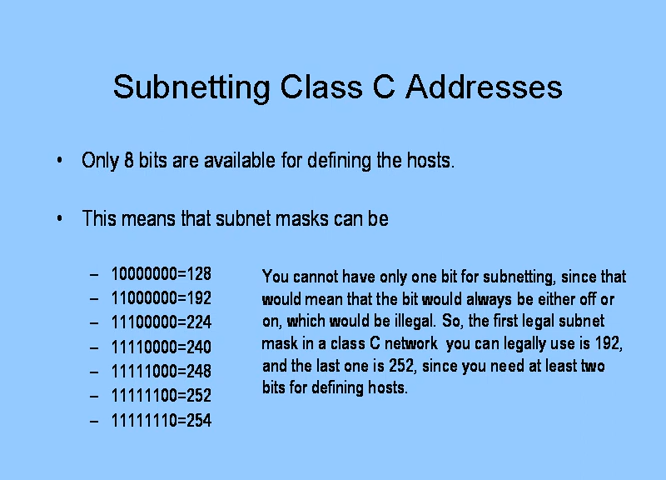 Subnetting Class C Addresses
• Only 8 bits are available for defining the hosts.
• This means that subnet masks can be
– 10000000=128
– 11000000=192
– 11100000=224
– 11110000=240
– 11111000=248
– 11111100=252
– 11111110=254
You cannot have only one bit for subnetting, since that
would mean that the bit would always be either off or
on, which would be illegal. So, the first legal subnet
mask in a class C network you can legally use is 192,
and the last one is 252, since you need at least two
bits for defining hosts.